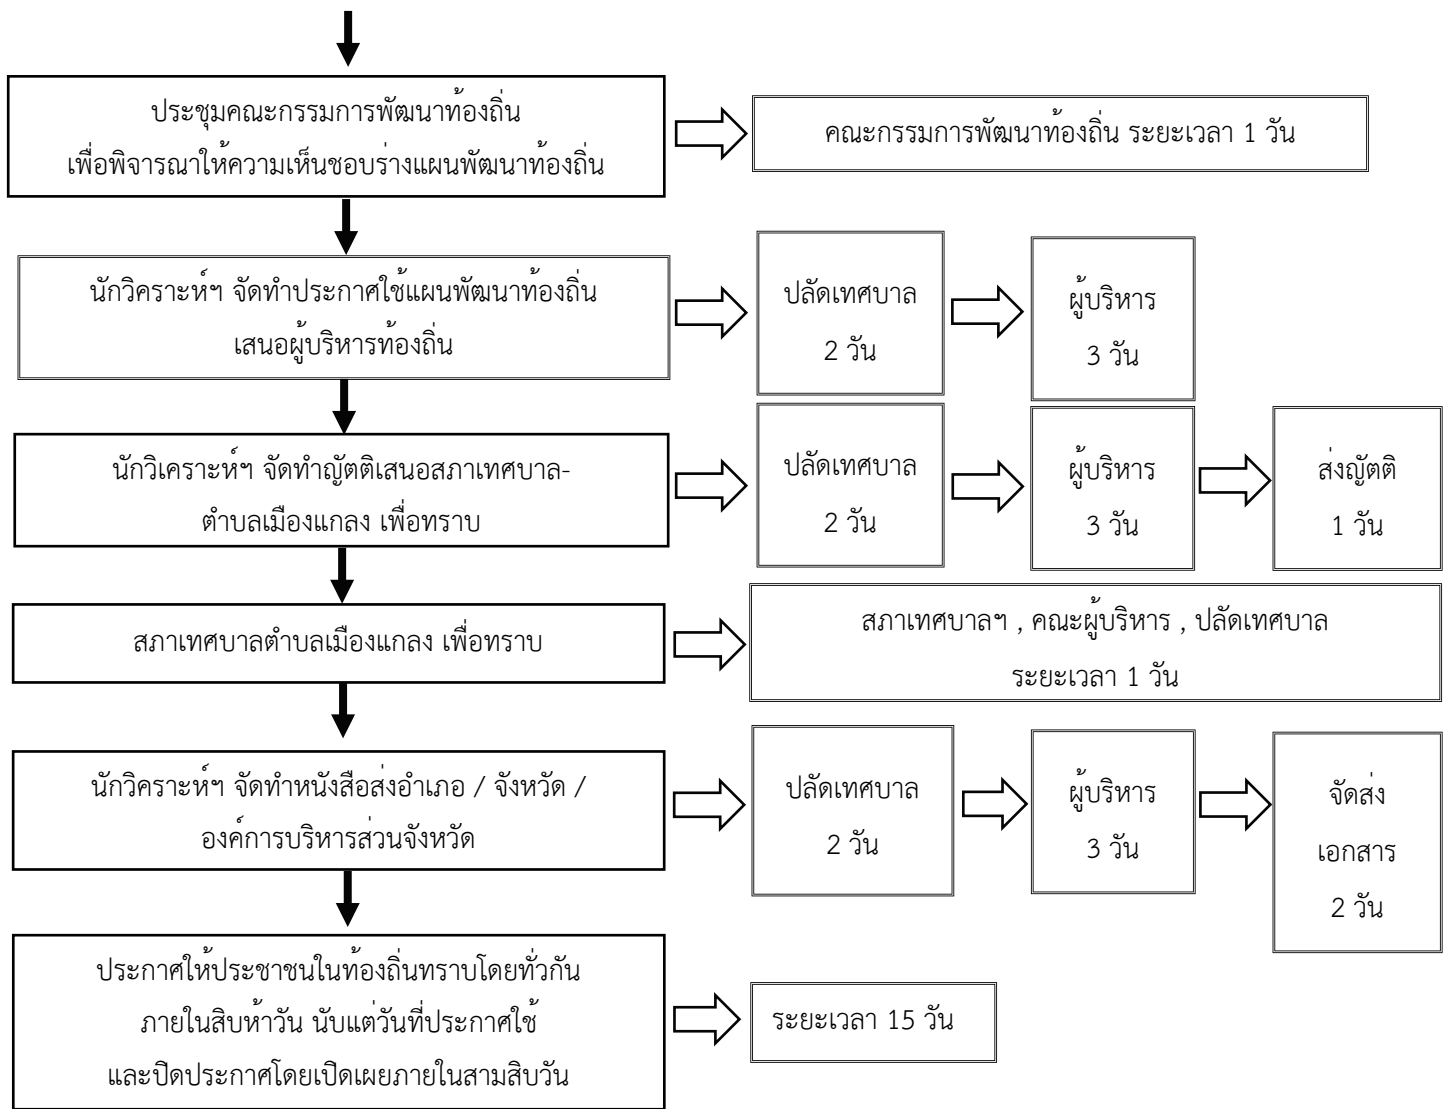 ประชุมคณะกรรมการพัฒนาท้องถิ่น
เพื่อพิจารณาให้ความเห็นชอบร่างแผนพัฒนาท้องถิ่น
คณะกรรมการพัฒนาท้องถิ่น ระยะเวลา 1 วัน
นักวิคราะห์ฯ จัดทำประกาศใช้แผนพัฒนาท้องถิ่น
เสนอผู้บริหารท้องถิ่น
ปลัดเทศบาล
2 วัน
ผู้บริหาร
3 วัน
นักวิเคราะห์ฯ จัดทำญัตติเสนอสภาเทศบาล-
ตำบลเมืองแกลง เพื่อทราบ
ปลัดเทศบาล
2 วัน
ผู้บริหาร
3 วัน
ส่งญัตติ
1 วัน
สภาเทศบาลตำบลเมืองแกลง เพื่อทราบ
สภาเทศบาลฯ , คณะผู้บริหาร , ปลัดเทศบาล
ระยะเวลา 1 วัน
นักวิคราะห์ฯ จัดทำหนังสือส่งอำเภอ / จังหวัด /
องค์การบริหารส่วนจังหวัด
ปลัดเทศบาล
2 วัน
ผู้บริหาร
3 วัน
จัดส่ง
เอกสาร
2 วัน
ประกาศให้ประชาชนในท้องถิ่นทราบโดยทั่วกัน
ภายในสิบห้าวัน นับแต่วันที่ประกาศใช้
และปิดประกาศโดยเปิดเผยภายในสามสิบวัน
ระยะเวลา 15 วัน